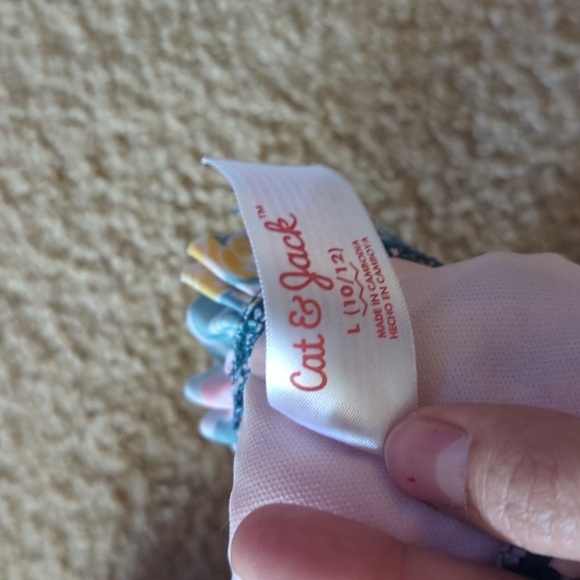 Cat & Jack™
L (10/12)
MADE IN CAMBODIA
HECHO EN CAMBOYA